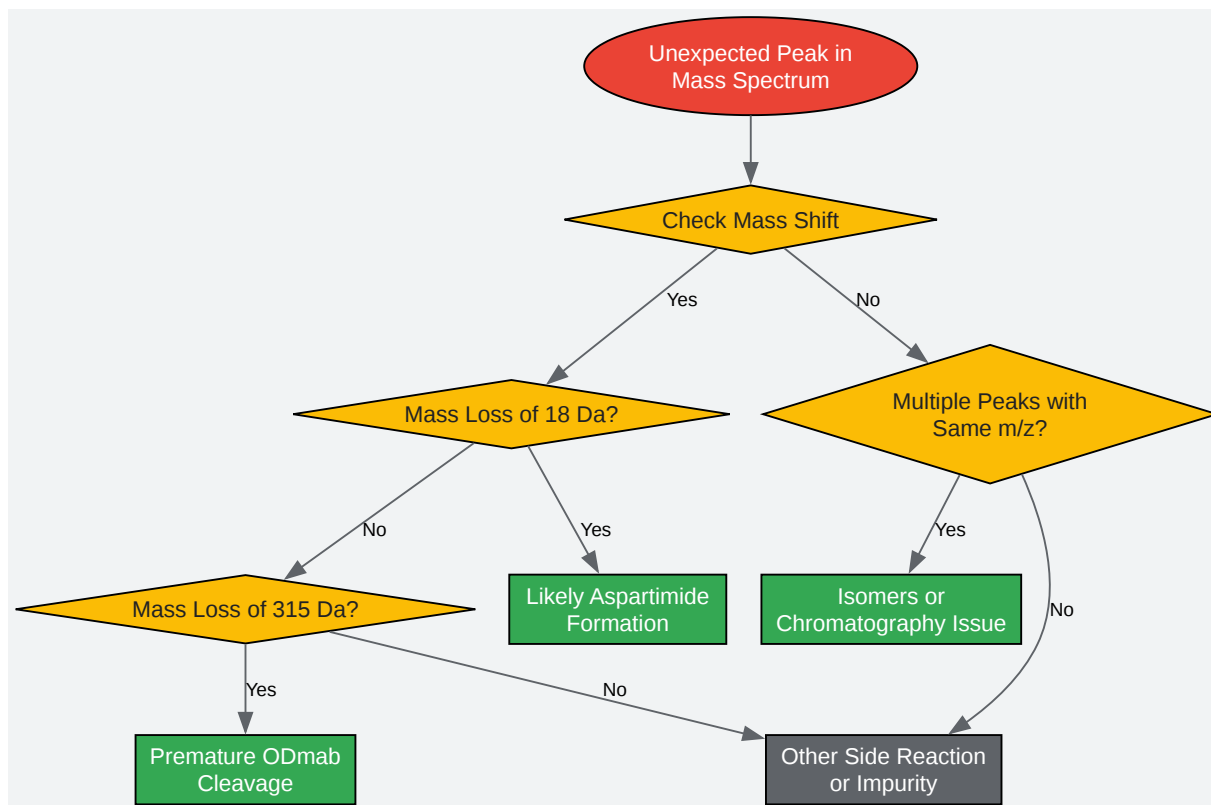 Unexpected Peak in
Mass Spectrum
Check Mass Shift
Yes
No
Mass Loss of 18 Da?
Multiple Peaks with
Same m/z?
No
Yes
Yes
No
Mass Loss of 315 Da?
Likely Aspartimide
Formation
Isomers or
Chromatography Issue
Yes
No
Premature ODmab
Cleavage
Other Side Reaction
or Impurity